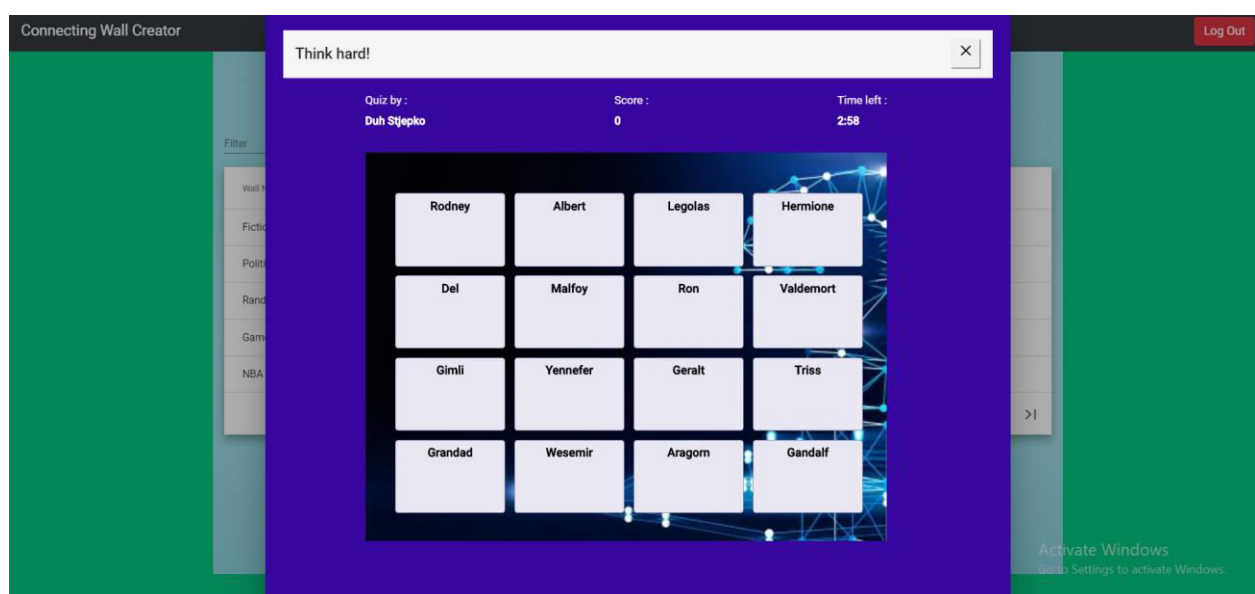 Connecting Wall Creator
Log Out
Think hard!
Quiz by :
Score :
Time left :
Duh Stjepko
0
2:58
Filter
Wall
Rodney
Albert
Legolas
Hermione
Del
Malfoy
Ron
Valdemort
Gimli
Yennefer
Geralt
Triss
Grandad
Wesemir
Aragorn
Gandalf
NBA
Activate Windows
Go to Settings to activate Windows.